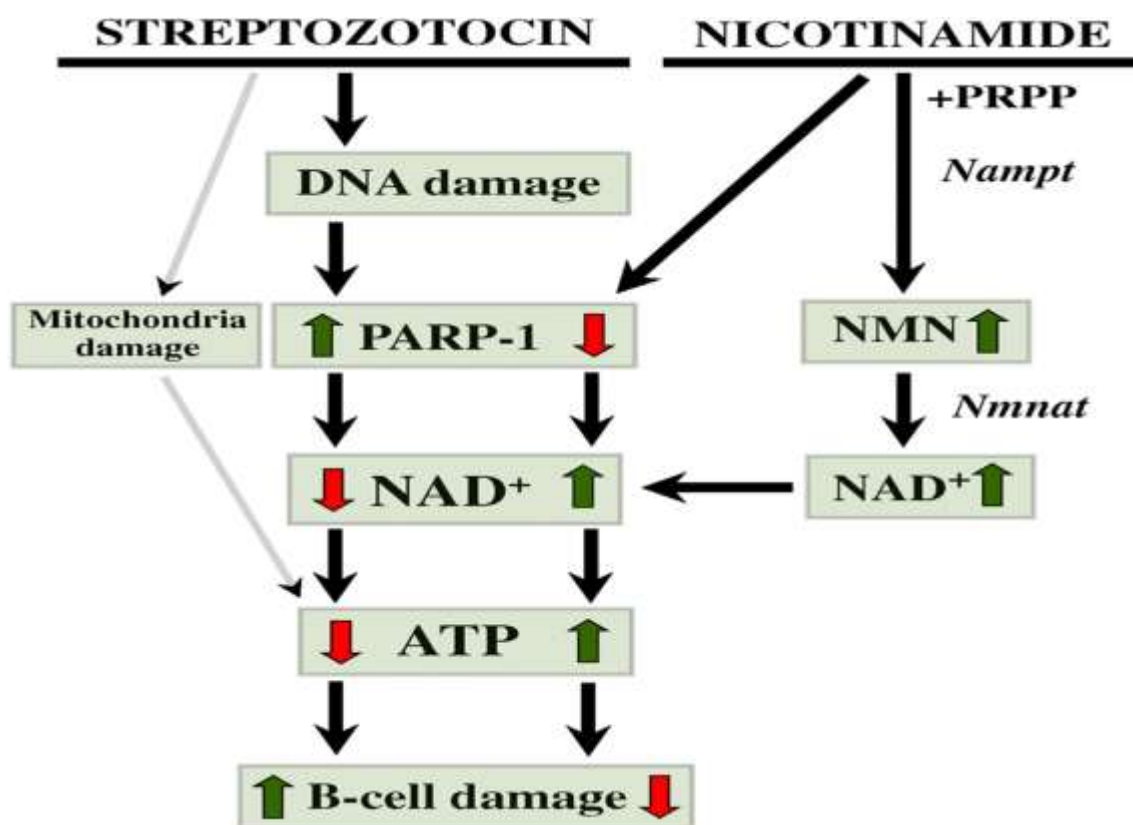 STREPTOZOTOCIN
NICOTINAMIDE
+PRPP
DNA damage
Nampt
Mitochondria
damage
PARP-1
NMN
Nmnat
NAD⁺
NAD⁺
ATP
B-cell damage